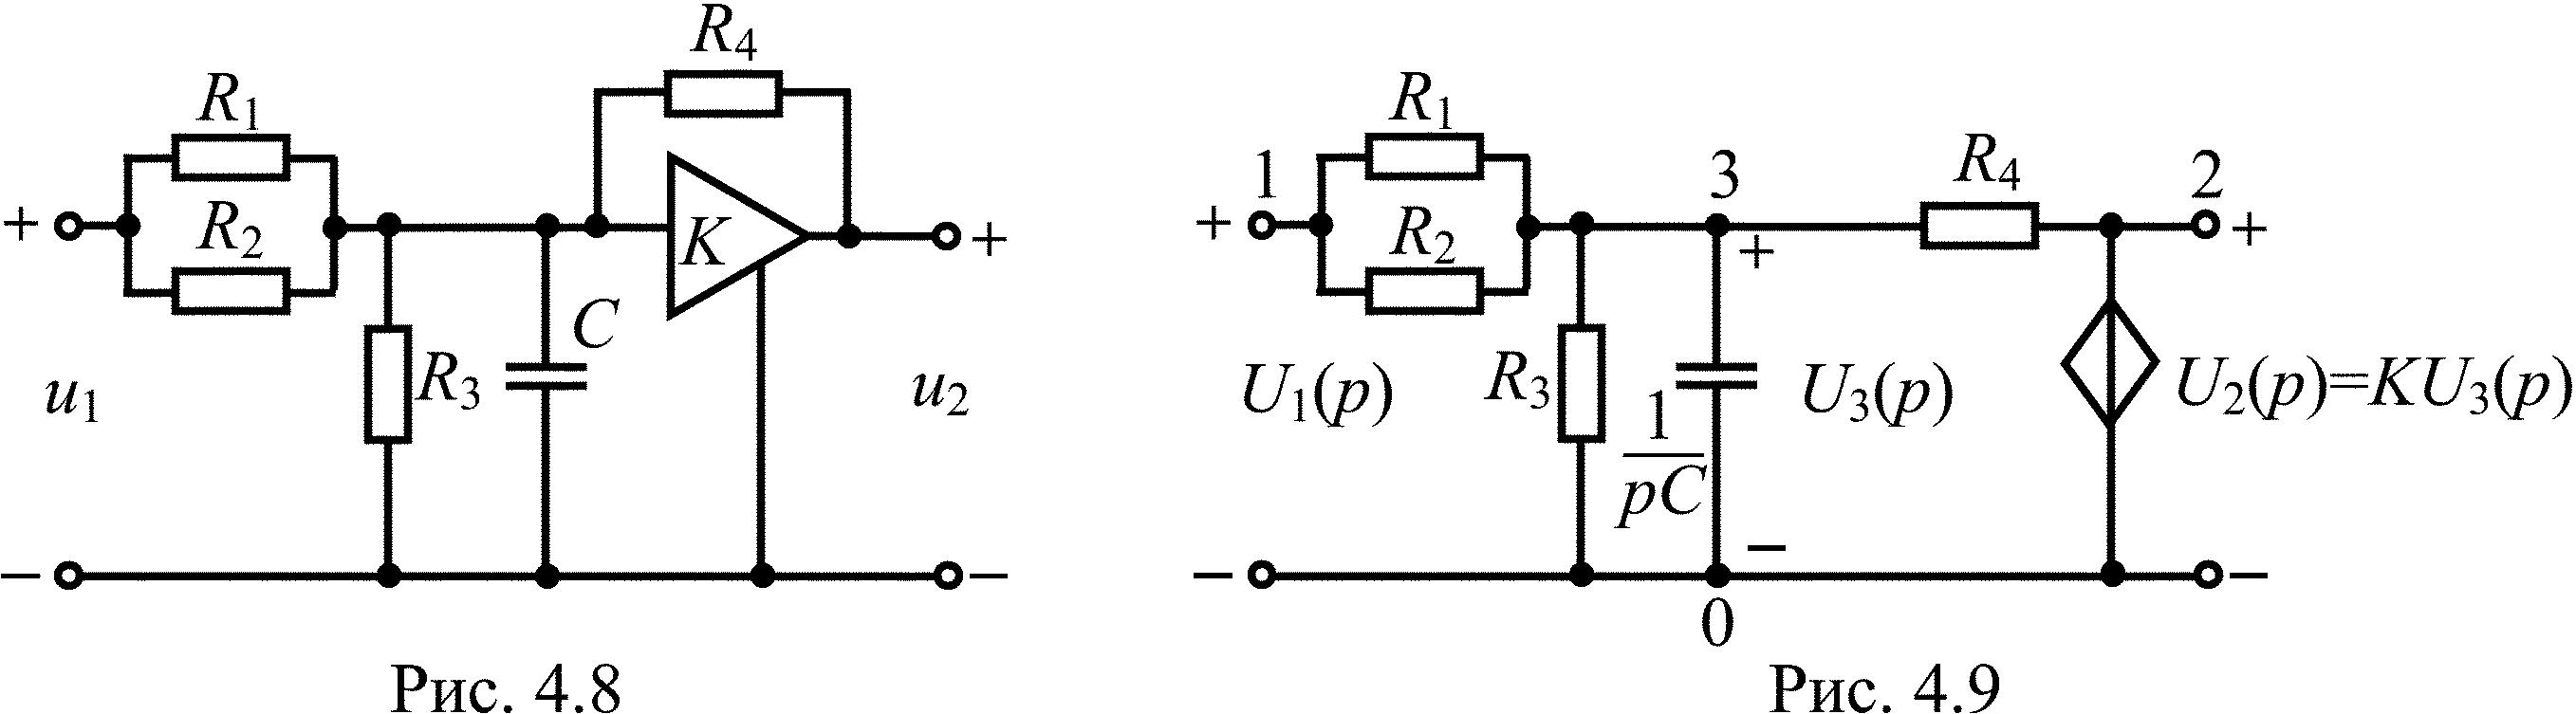 R4
R1
R2
K
+
+
C
R3
u1
u2
–
–
Рис. 4.8
R1
R4
1
3
2
+
R2
+
+
U1(p)
R3
1
pC
U3(p)
U2(p)=KU3(p)
–
–
–
0
Рис. 4.9